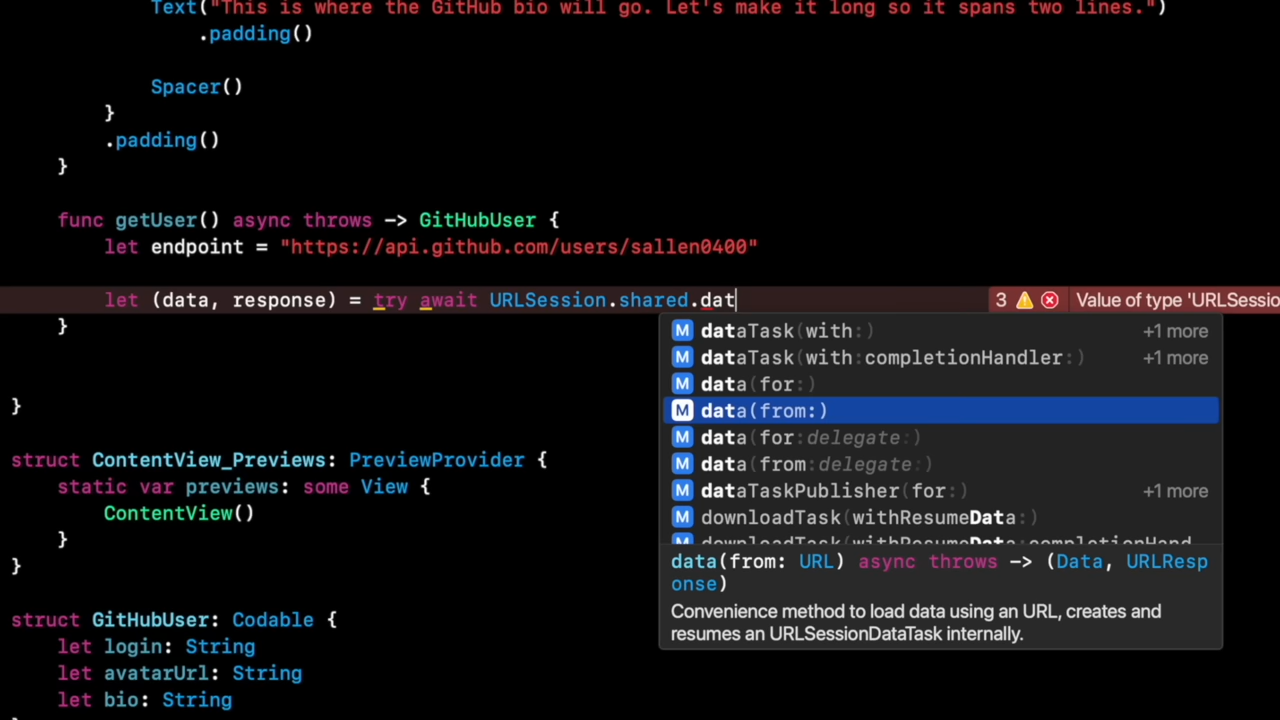 Text("This is where the GitHub bio will go. Let's make it long so it spans two lines.")
.padding()
Spacer()
}
.padding()
}
func getUser() async throws -> GitHubUser {
let endpoint = "https://api.github.com/users/sallen0400"
let (data, response) = try await URLSession.shared.dat 3 Value of type 'URLSessio
}
dataTask(with:) +1 more
dataTask(with:completionHandler:) +1 more
data(for:)
data(from:)
data(for:delegate:)
data(from:delegate:)
dataTaskPublisher(for:) +1 more
downloadTask(withResumeData:)
downloadTask(withResumeData:completionHand
data(from: URL) async throws -> (Data, URLResp
onse)
Convenience method to load data using an URL, creates and
resumes an URLSessionDataTask internally.
}
struct ContentView_Previews: PreviewProvider {
static var previews: some View {
ContentView()
}
}
struct GitHubUser: Codable {
let login: String
let avatarUrl: String
let bio: String
}